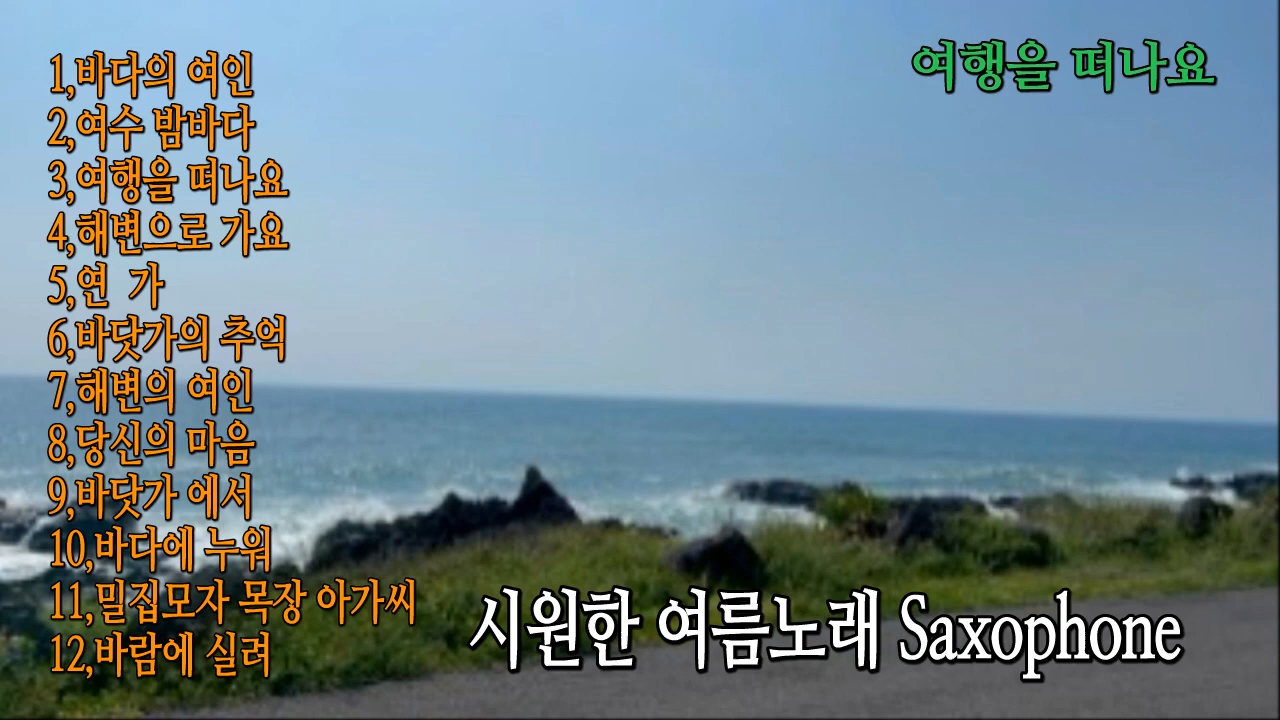 여행을 떠나요
1,바다의 여인
2,여수 밤바다
3,여행을 떠나요
4,해변으로 가요
5,연 가
6,바닷가의 추억
7,해변의 여인
8,당신의 마음
9,바닷가 에서
10,바다에 누워
11,밀집모자 목장 아가씨
12,바람에 실려
시원한 여름노래 Saxophone